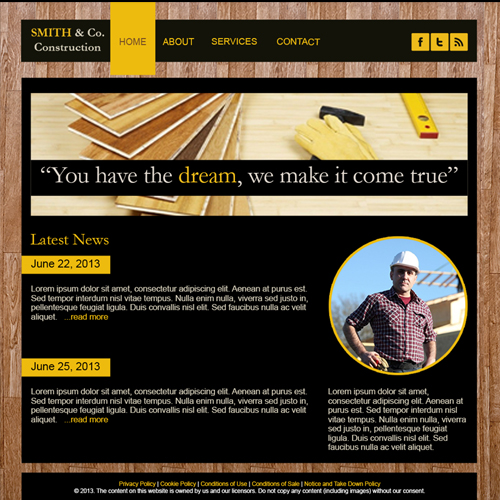 SMITH & Co.
Construction
HOME
ABOUT
SERVICES
CONTACT
“You have the dream, we make it come true”
Latest News
June 22, 2013
Lorem ipsum dolor sit amet, consectetur adipiscing elit. Aenean at purus est.
Sed tempor interdum nisl vitae tempus. Nulla enim nulla, viverra sed justo in,
pellentesque feugiat ligula. Duis convallis nisl elit. Sed faucibus nulla ac velit
aliquet. ...read more
June 25, 2013
Lorem ipsum dolor sit amet, consectetur adipiscing elit. Aenean at purus est.
Sed tempor interdum nisl vitae tempus. Nulla enim nulla, viverra sed justo in,
pellentesque feugiat ligula. Duis convallis nisl elit. Sed faucibus nulla ac velit
aliquet. ...read more
Lorem ipsum dolor sit amet,
consectetur adipiscing elit. Aenean
at purus est. Sed tempor interdum
nisl vitae tempus. Nulla enim nulla,
viverra sed justo in, pellentesque
feugiat ligula. Duis convallis nisl elit.
Sed faucibus nulla ac velit aliquet.
Privacy Policy | Cookie Policy | Conditions of Use | Conditions of Sale | Notice and Take Down Policy
© 2013. The content on this website is owned by us and our licensors. Do not copy any content (including images) without our consent.